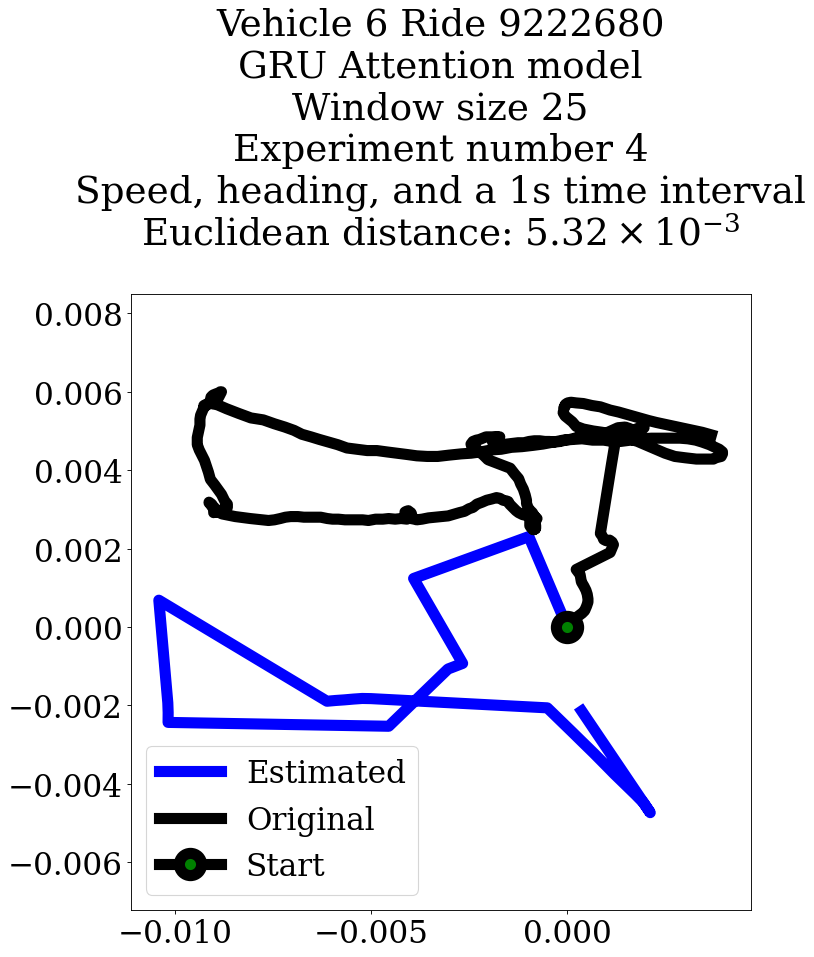 Vehicle 6 Ride 9222680
GRU Attention model
Window size 25
Experiment number 4
Speed, heading, and a 1s time interval
Euclidean distance: 5.32 × 10⁻³
0.008
0.006
0.004
0.002
0.000
−0.002
−0.004
−0.006
Estimated
Original
Start
−0.010
−0.005
0.000